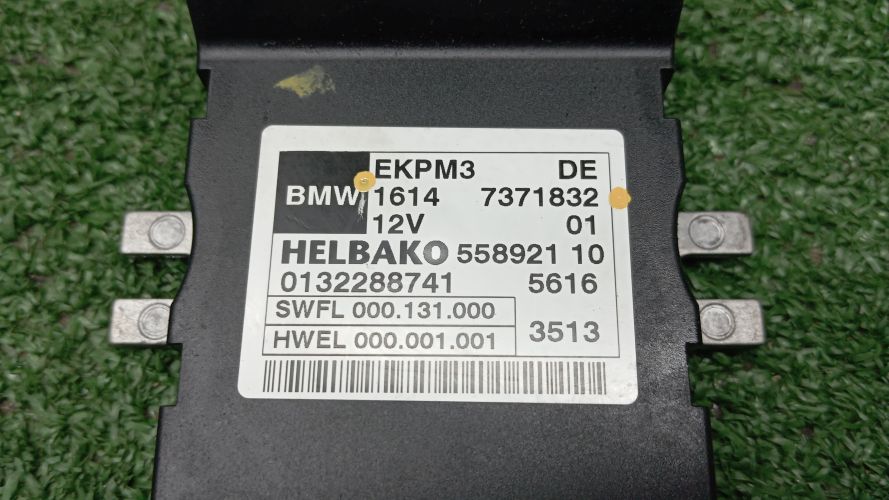 EKPM3 DE
BMW 1614 7371832
12V 01
HELBAKO 558921 10
0132288741 5616
SWFL 000.131.000
HWEL 000.001.001 3513